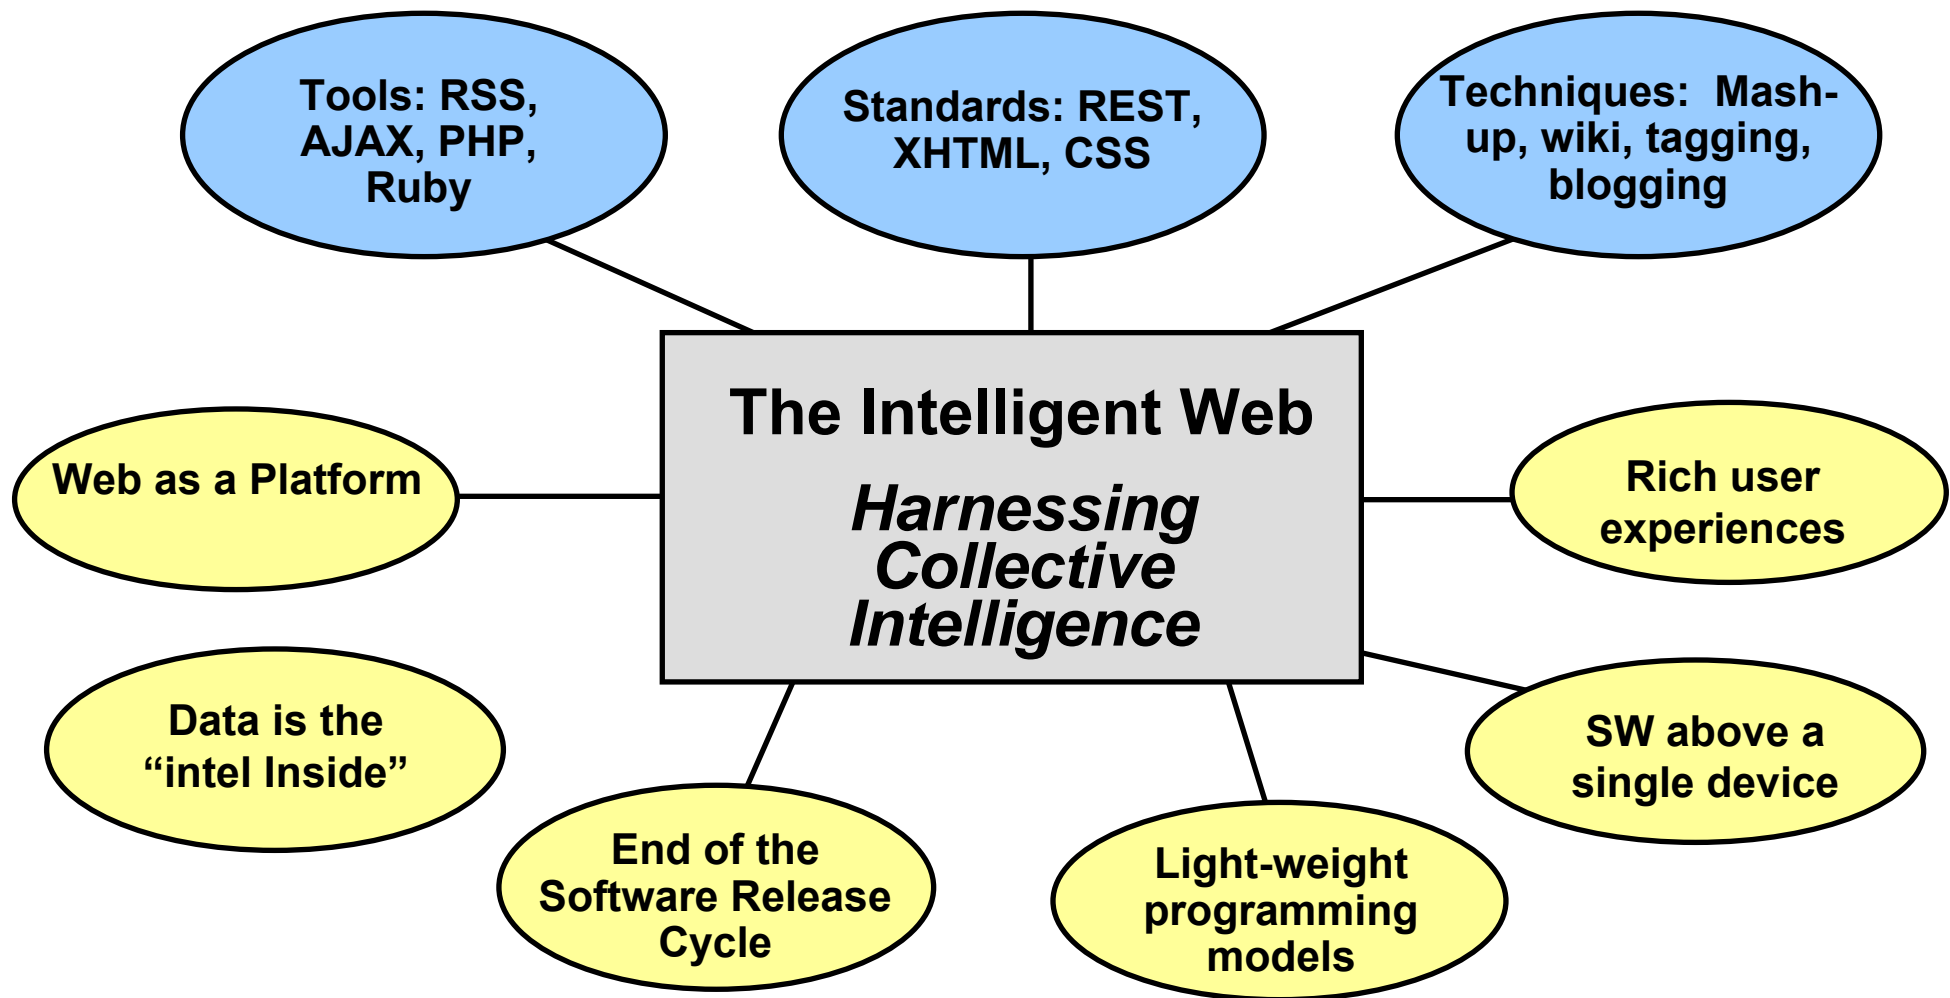 Tools: RSS,
AJAX, PHP,
Ruby
Standards: REST,
XHTML, CSS
Techniques:  Mash-
up, wiki, tagging,
blogging
The Intelligent Web
Harnessing
Collective
Intelligence
Web as a Platform
Rich user
experiences
Data is the
“intel Inside”
SW above a
single device
End of the
Software Release
Cycle
Light-weight
programming
models